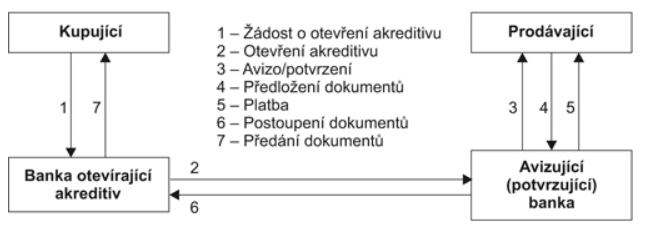 Kupující
1 – Žádost o otevření akreditivu
2 – Otevření akreditivu
3 – Avizo/potvrzení
4 – Předložení dokumentů
5 – Platba
6 – Postoupení dokumentů
7 – Předání dokumentů
Prodávající
1
7
3
4
5
Banka otevírající
akreditiv
2
6
Avizující
(potvrzující)
banka